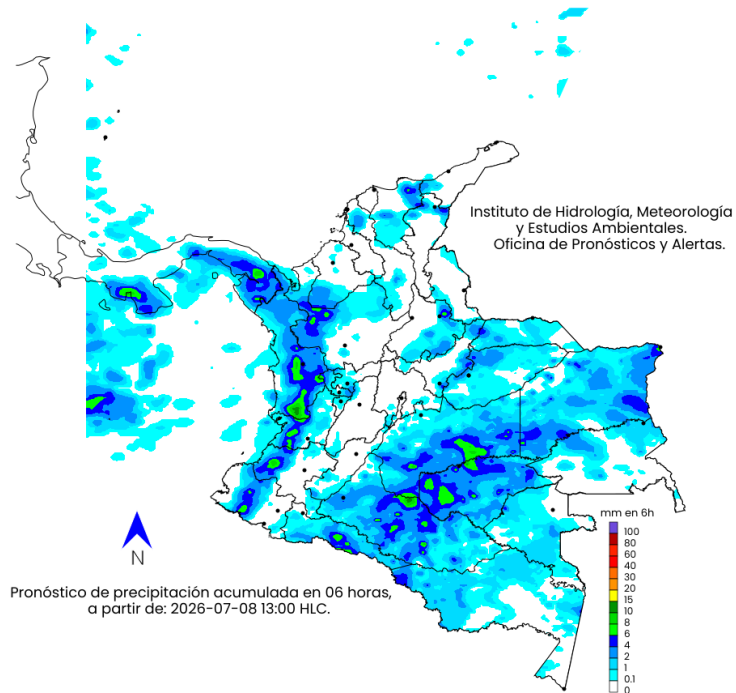 Instituto de Hidrología, Meteorología
y Estudios Ambientales.
Oficina de Pronósticos y Alertas.
N
Pronóstico de precipitación acumulada en 06 horas,
a partir de: 2026-07-08 13:00 HLC.
mm en 6h
100
80
60
40
30
20
15
10
8
6
4
2
1
0.1
0